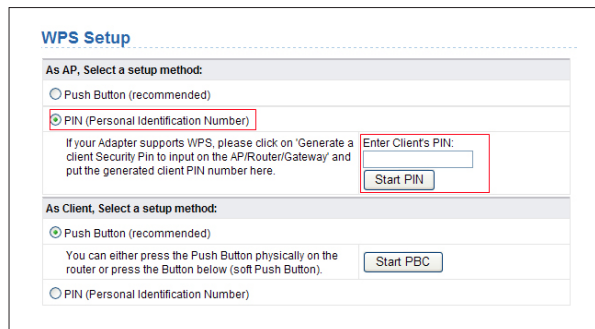 WPS Setup
As AP, Select a setup method:
Push Button (recommended)
PIN (Personal Identification Number)
If your Adapter supports WPS, please click on 'Generate a
client Security Pin to input on the AP/Router/Gateway' and
put the generated client PIN number here.
Enter Client's PIN:
Start PIN
As Client, Select a setup method:
Push Button (recommended)
You can either press the Push Button physically on the
router or press the Button below (soft Push Button).
Start PBC
PIN (Personal Identification Number)